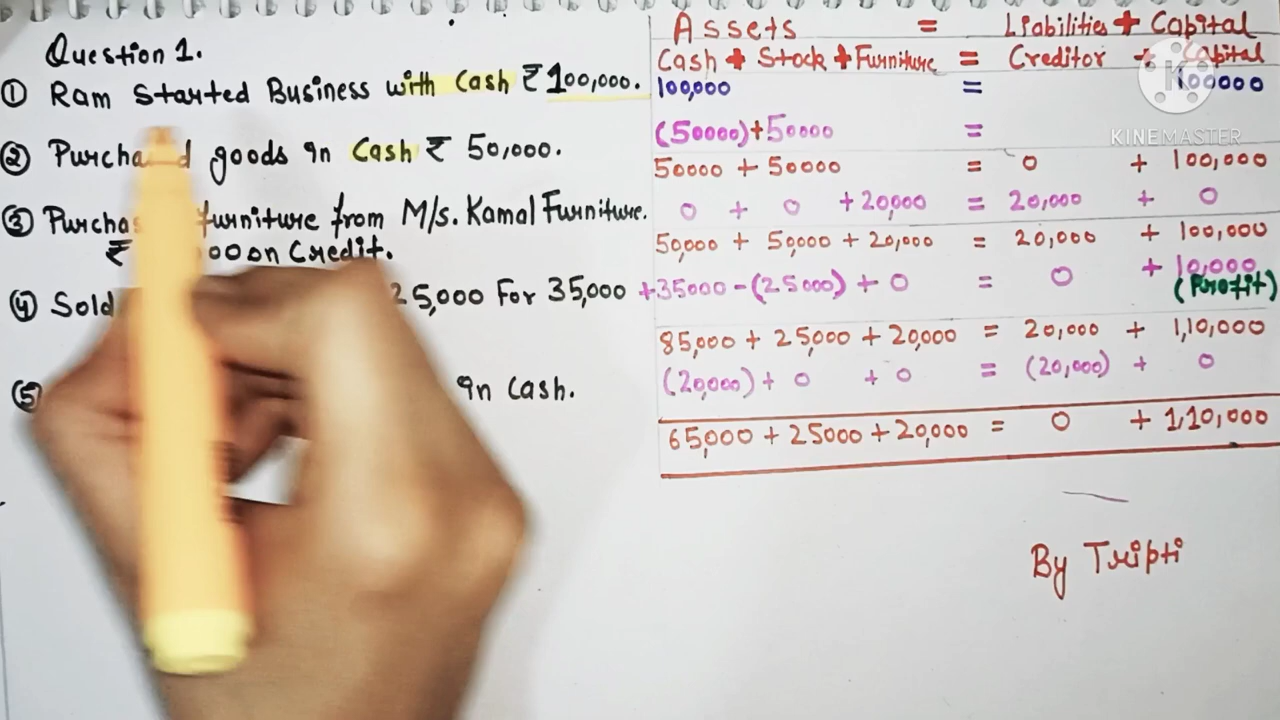 Question 1.
① Ram Started Business with Cash ₹ 100,000.
② goods in Cash ₹ 50,000.
③ furniture from M/s. Kamal Furniture.
₹ on Credit.
④ Sold 25,000 For 35,000
⑤ in Cash.
Assets = Liabilities + Capital
Cash + Stock + Furniture = Creditor + Capital
100,000 = 100000
(50000)+50000 =
50000 + 50000 = 0 + 100,000
0 + 0 + 20,000 = 20,000 + 0
50,000 + 50,000 + 20,000 = 20,000 + 100,000
+35000 -(25000) + 0 = 0 + 10,000
(Profit)
85,000 + 25,000 + 20,000 = 20,000 + 1,10,000
(20,000) + 0 + 0 = (20,000) + 0
65,000 + 25000 + 20,000 = 0 + 1,10,000
By Tripti
K
KINEMASTER